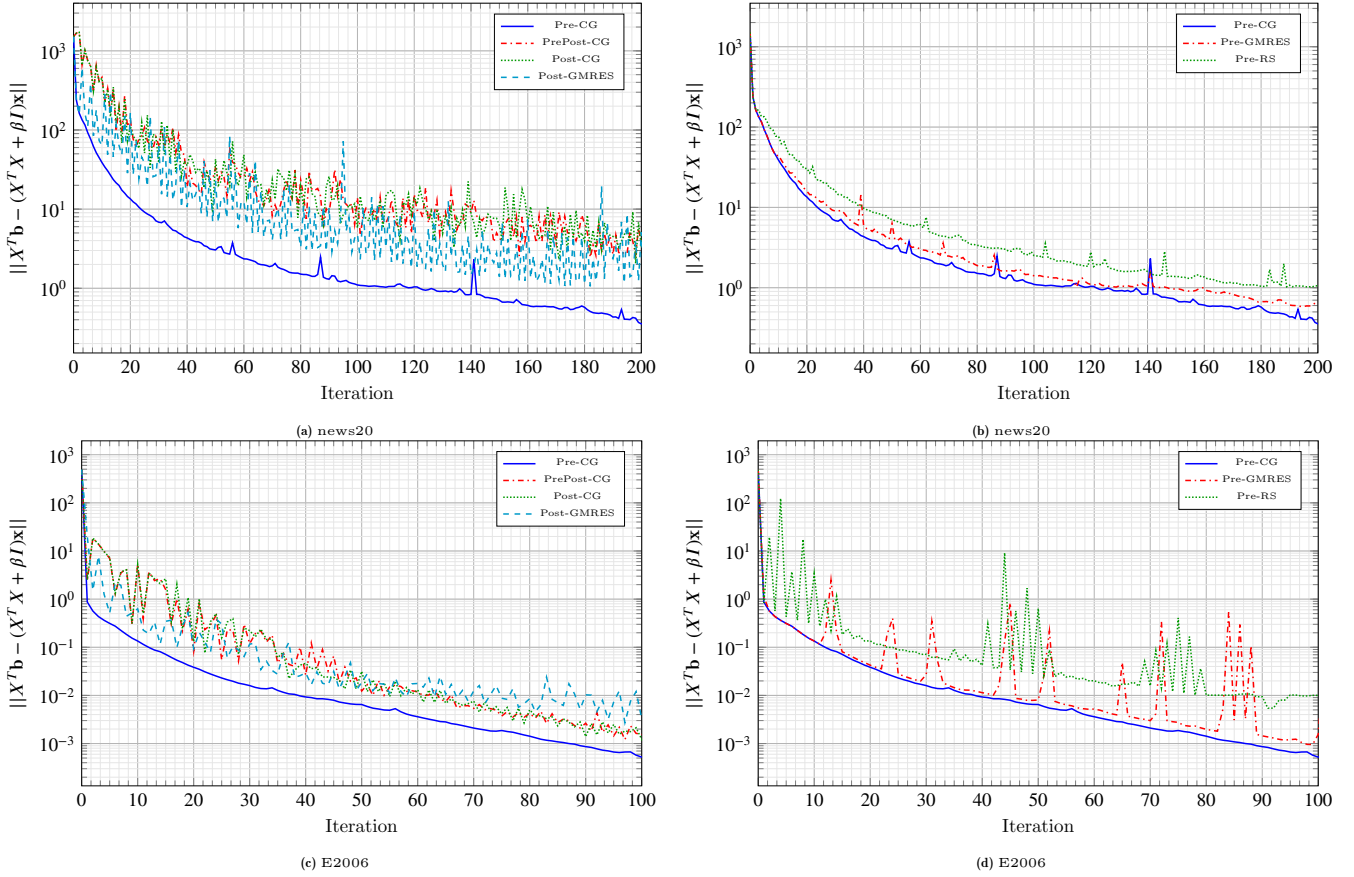 Pre-CG
PrePost-CG
Post-CG
Post-GMRES
10^3
10^2
10^1
10^0
||X^T b − (X^T X + βI)x||
0 20 40 60 80 100 120 140 160 180 200
Iteration
(a) news20
Pre-CG
Pre-GMRES
Pre-RS
10^3
10^2
10^1
10^0
||X^T b − (X^T X + βI)x||
0 20 40 60 80 100 120 140 160 180 200
Iteration
(b) news20
Pre-CG
PrePost-CG
Post-CG
Post-GMRES
10^3
10^2
10^1
10^0
10^−1
10^−2
10^−3
||X^T b − (X^T X + βI)x||
0 10 20 30 40 50 60 70 80 90 100
Iteration
(c) E2006
Pre-CG
Pre-GMRES
Pre-RS
10^3
10^2
10^1
10^0
10^−1
10^−2
10^−3
||X^T b − (X^T X + βI)x||
0 10 20 30 40 50 60 70 80 90 100
Iteration
(d) E2006